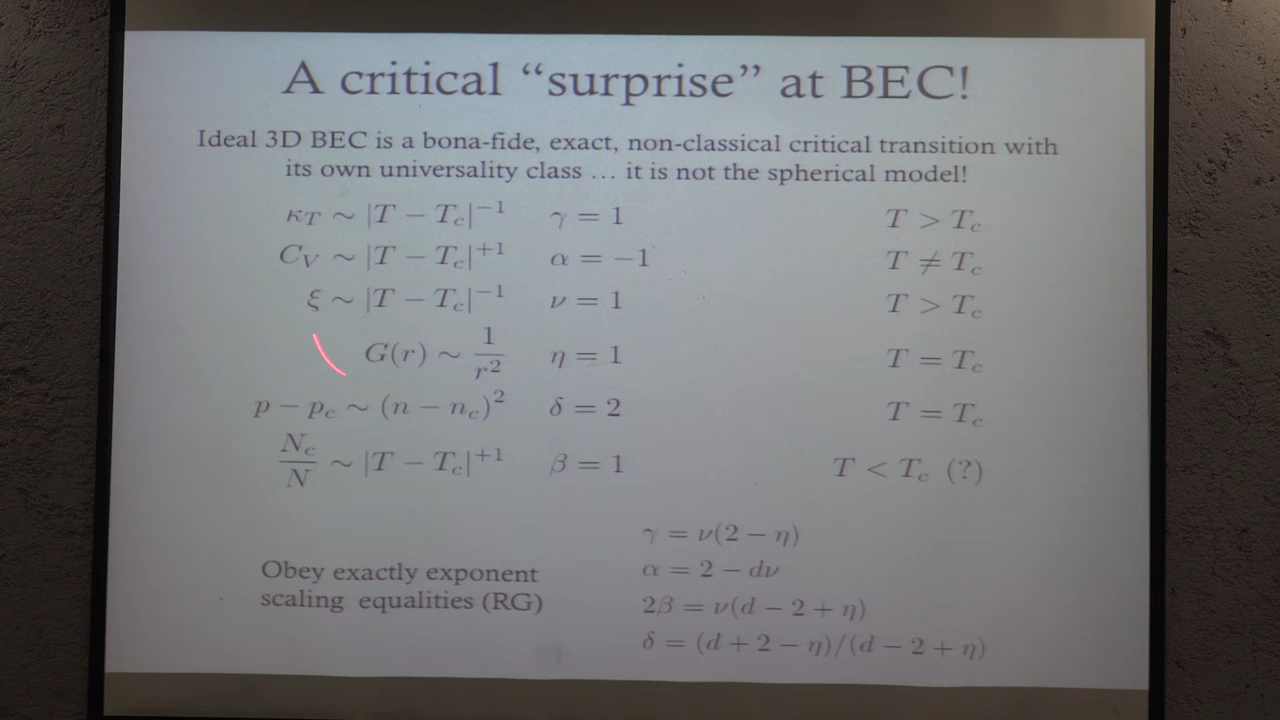 A critical “surprise” at BEC!
Ideal 3D BEC is a bona-fide, exact, non-classical critical transition with
its own universality class … it is not the spherical model!
κ_T ∼ |T − T_c|^{−1} γ = 1 T > T_c
C_V ∼ |T − T_c|^{+1} α = −1 T ≠ T_c
ξ ∼ |T − T_c|^{−1} ν = 1 T > T_c
G(r) ∼ 1/r^2 η = 1 T = T_c
p − p_c ∼ (n − n_c)^2 δ = 2 T = T_c
N_c/N ∼ |T − T_c|^{+1} β = 1 T < T_c (?)
γ = ν(2 − η)
Obey exactly exponent α = 2 − dν
scaling equalities (RG) 2β = ν(d − 2 + η)
δ = (d + 2 − η)/(d − 2 + η)